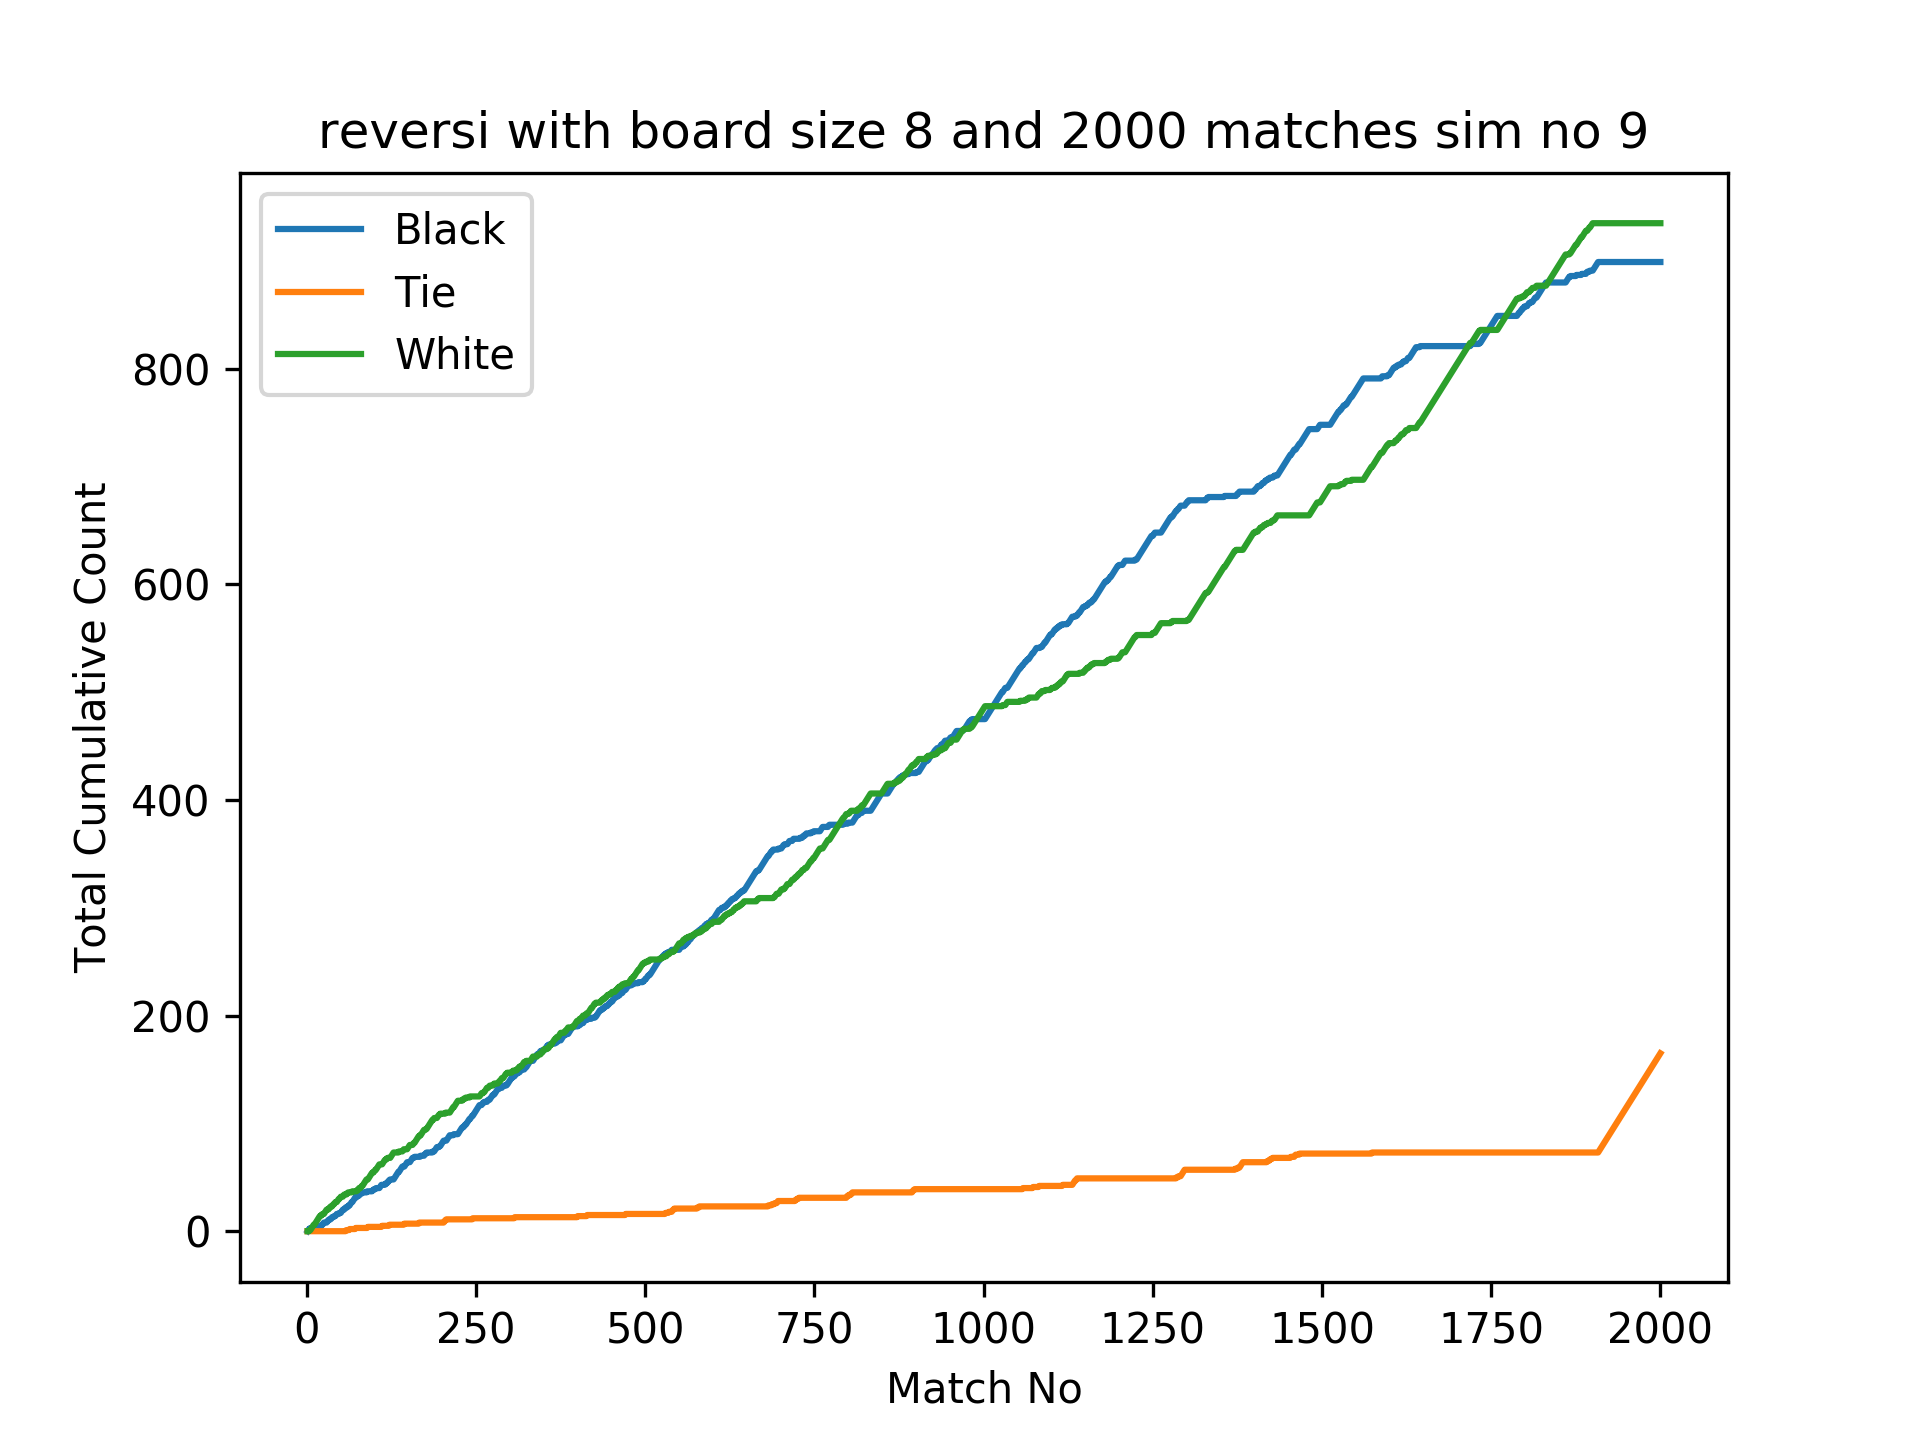 reversi with board size 8 and 2000 matches sim no 9
Black
Tie
White
Total Cumulative Count
800
600
400
200
0
0 250 500 750 1000 1250 1500 1750 2000
Match No